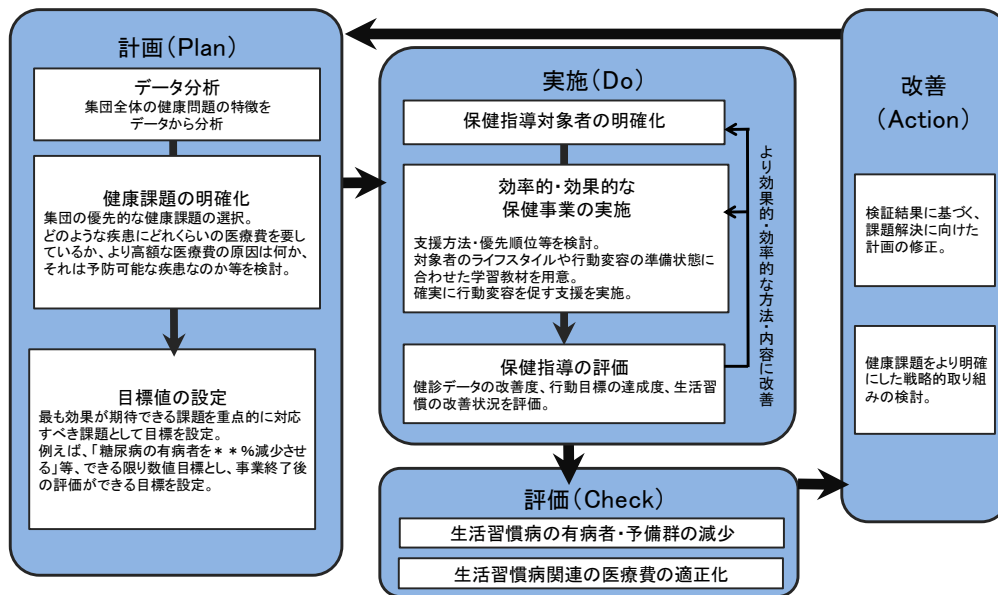 計画（Plan）
データ分析
集団全体の健康問題の特徴を
データから分析
健康課題の明確化
集団の優先的な健康課題の選択。
どのような疾患にどれくらいの医療費を要し
ているか、より高額な医療費の原因は何か、
それは予防可能な疾患なのか等を検討。
目標値の設定
最も効果が期待できる課題を重点的に対応
すべき課題として目標を設定。
例えば、「糖尿病の有病者を＊＊％減少させ
る」等、できる限り数値目標とし、事業終了後
の評価ができる目標を設定。
実施（Do）
保健指導対象者の明確化
効率的・効果的な
保健事業の実施
支援方法・優先順位等を検討。
対象者のライフスタイルや行動変容の準備状態に
合わせた学習教材を用意。
確実に行動変容を促す支援を実施。
保健指導の評価
健診データの改善度、行動目標の達成度、生活習
慣の改善状況を評価。
より効果的・効率的な方法・内容に改善
評価（Check）
生活習慣病の有病者・予備群の減少
生活習慣病関連の医療費の適正化
改善
（Action）
検証結果に基づく、
課題解決に向けた
計画の修正。
健康課題をより明確
にした戦略的取り組
みの検討。